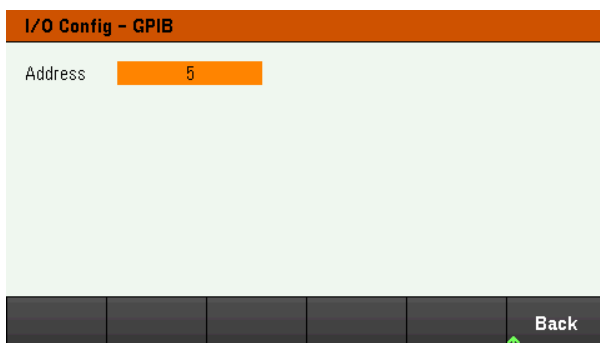 I/O Config – GPIB
Address 5
Back